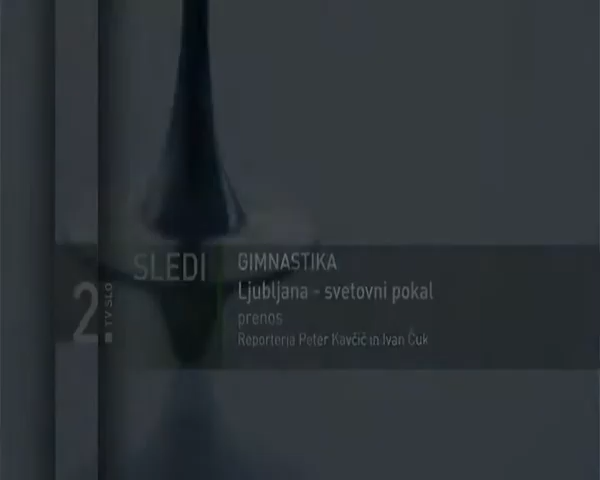 SLEDI
GIMNASTIKA
Ljubljana - svetovni pokal
prenos
Reporterja Peter Kavčič in Ivan Čuk
2.
TV SLO